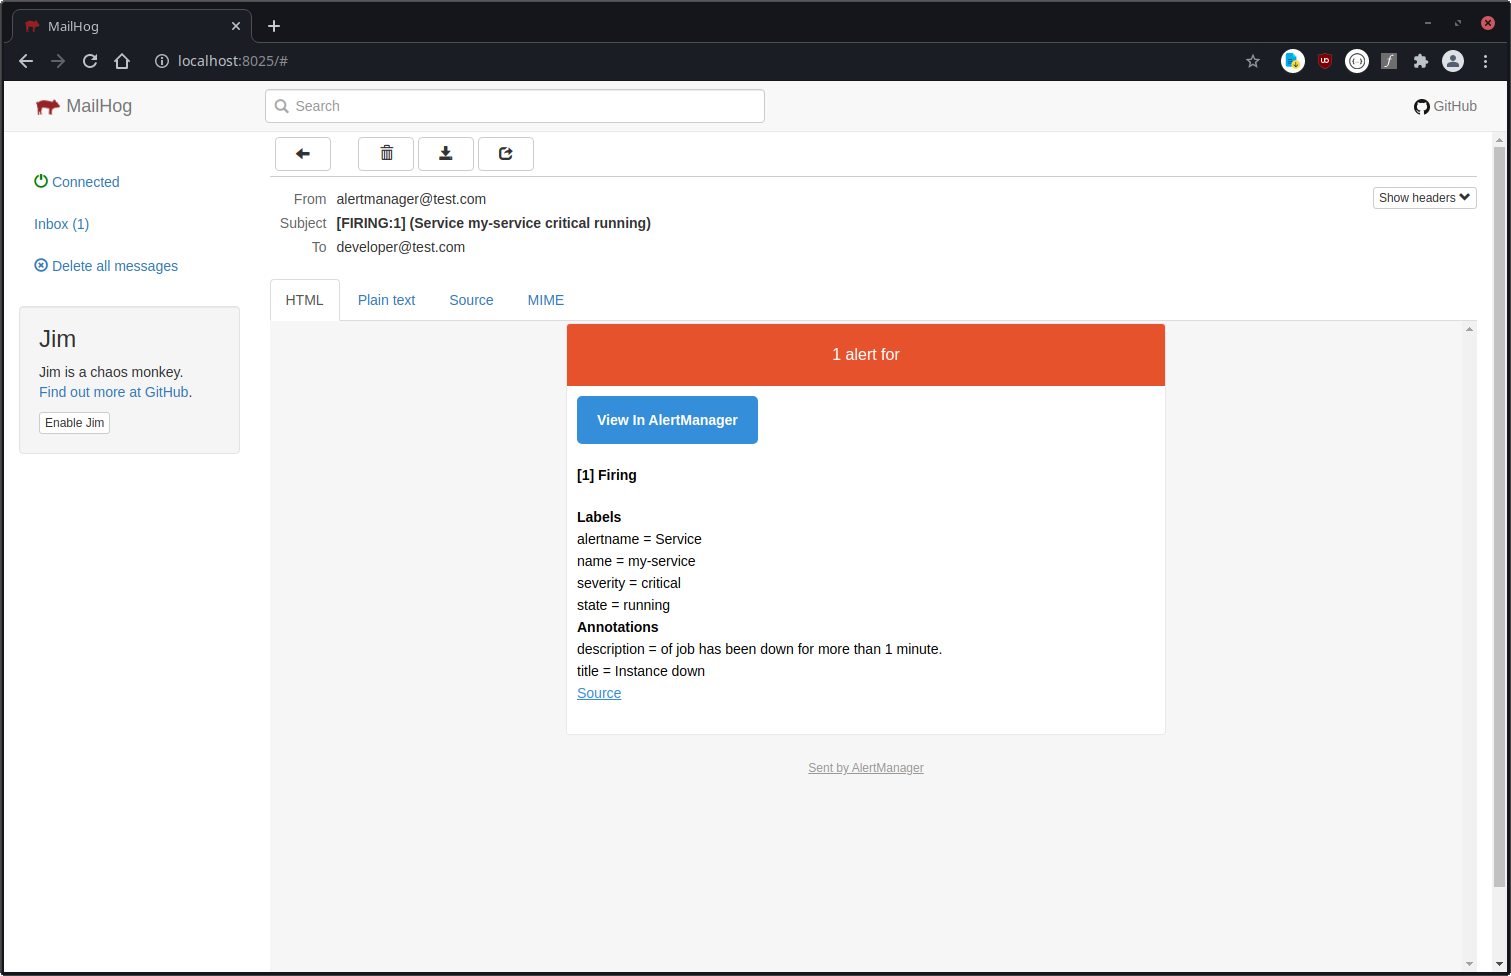 MailHog
localhost:8025/#
MailHog
Search
GitHub
Connected
Inbox (1)
Delete all messages
Jim
Jim is a chaos monkey.
Find out more at GitHub.
Enable Jim
From alertmanager@test.com
Show headers
Subject [FIRING:1] (Service my-service critical running)
To developer@test.com
HTML Plain text Source MIME
1 alert for
View In AlertManager
[1] Firing
Labels
alertname = Service
name = my-service
severity = critical
state = running
Annotations
description = of job has been down for more than 1 minute.
title = Instance down
Source
Sent by AlertManager